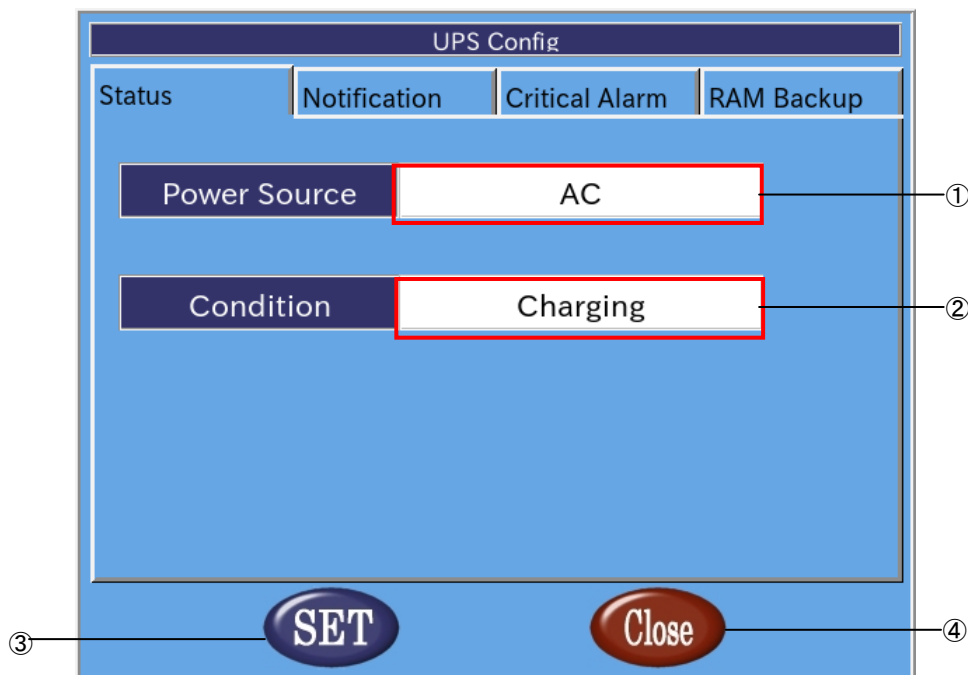 UPS Config
Status Notification Critical Alarm RAM Backup
Power Source AC ①
Condition Charging ②
③ SET Close ④